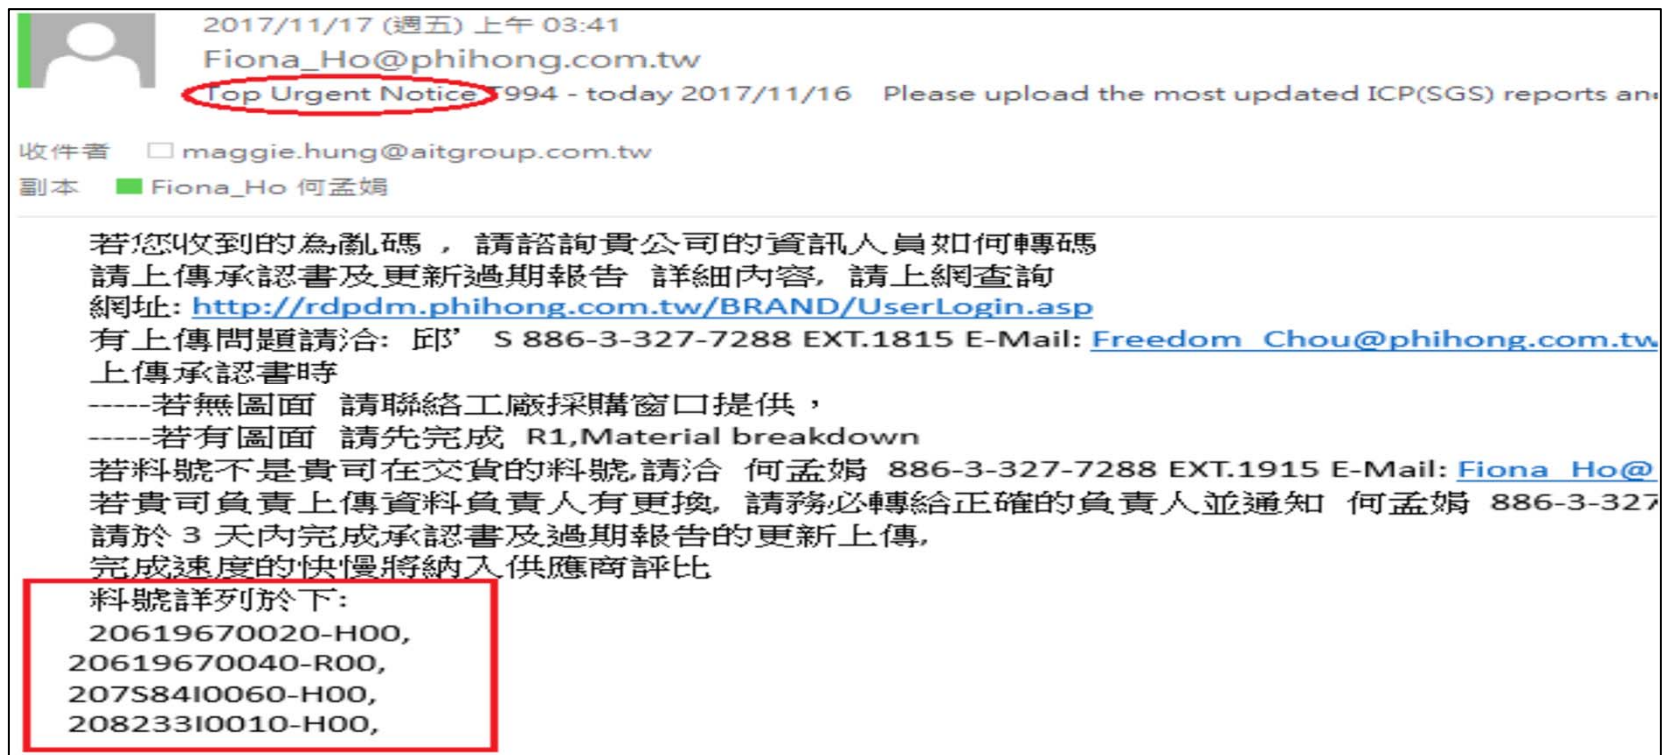 2017/11/17 (週五) 上午 03:41
Fiona_Ho@phihong.com.tw
Top Urgent Notice T994 - today 2017/11/16 Please upload the most updated ICP(SGS) reports an
收件者 maggie.hung@aitgroup.com.tw
副本 Fiona_Ho 何孟娟
若您收到的為亂碼 , 請諮詢貴公司的資訊人員如何轉碼
請上傳承認書及更新過期報告 詳細內容, 請上網查詢
網址: http://rdpdm.phihong.com.tw/BRAND/UserLogin.asp
有上傳問題請洽: 邱’ S 886-3-327-7288 EXT.1815 E-Mail: Freedom_Chou@phihong.com.tw
上傳承認書時
-----若無圖面 請聯絡工廠採購窗口提供，
-----若有圖面 請先完成 R1,Material breakdown
若料號不是貴司在交貨的料號,請洽 何孟娟 886-3-327-7288 EXT.1915 E-Mail: Fiona_Ho@
若貴司負責上傳資料負責人有更換, 請務必轉給正確的負責人並通知 何孟娟 886-3-327
請於 3 天內完成承認書及過期報告的更新上傳,
完成速度的快慢將納入供應商評比
料號詳列於下:
20619670020-H00,
20619670040-R00,
207S84I0060-H00,
208233I0010-H00,